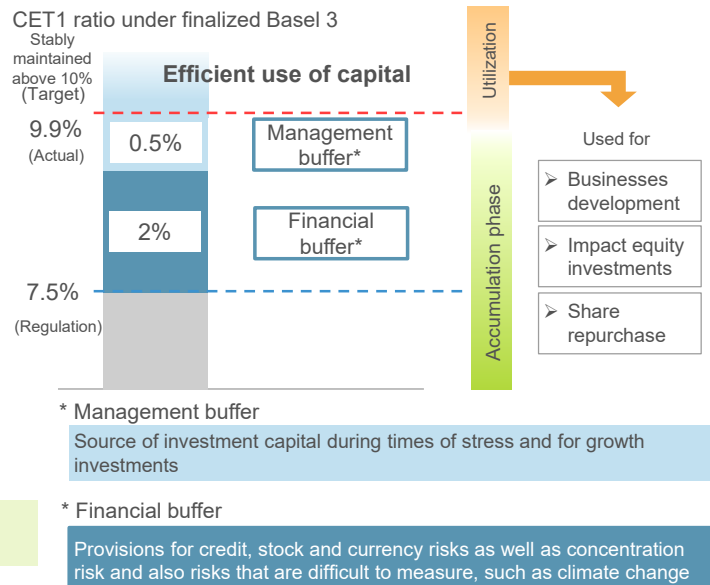 CET1 ratio under finalized Basel 3
Stably
maintained
above 10%
(Target)
Efficient use of capital
9.9%
(Actual)
0.5%
Management
buffer*
2%
Financial
buffer*
7.5%
(Regulation)
Utilization
Accumulation phase
Used for
➢ Businesses
development
➢ Impact equity
investments
➢ Share
repurchase
* Management buffer
Source of investment capital during times of stress and for growth
investments
* Financial buffer
Provisions for credit, stock and currency risks as well as concentration
risk and also risks that are difficult to measure, such as climate change